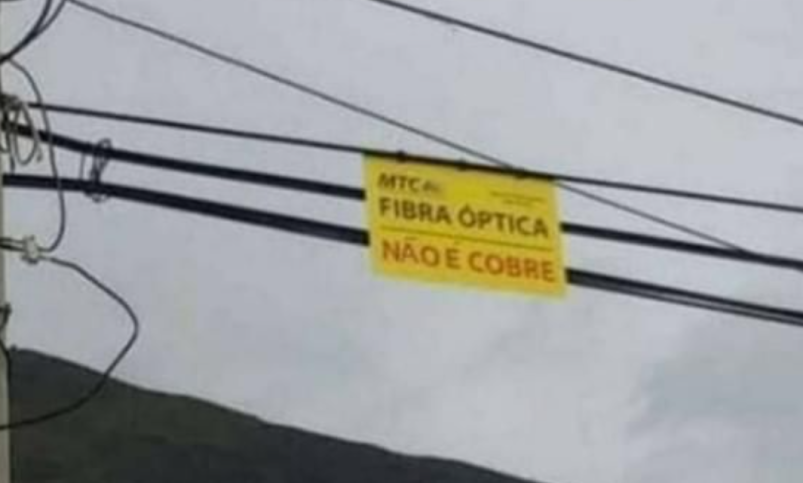 MTC
FIBRA ÓPTICA
NÃO É COBRE